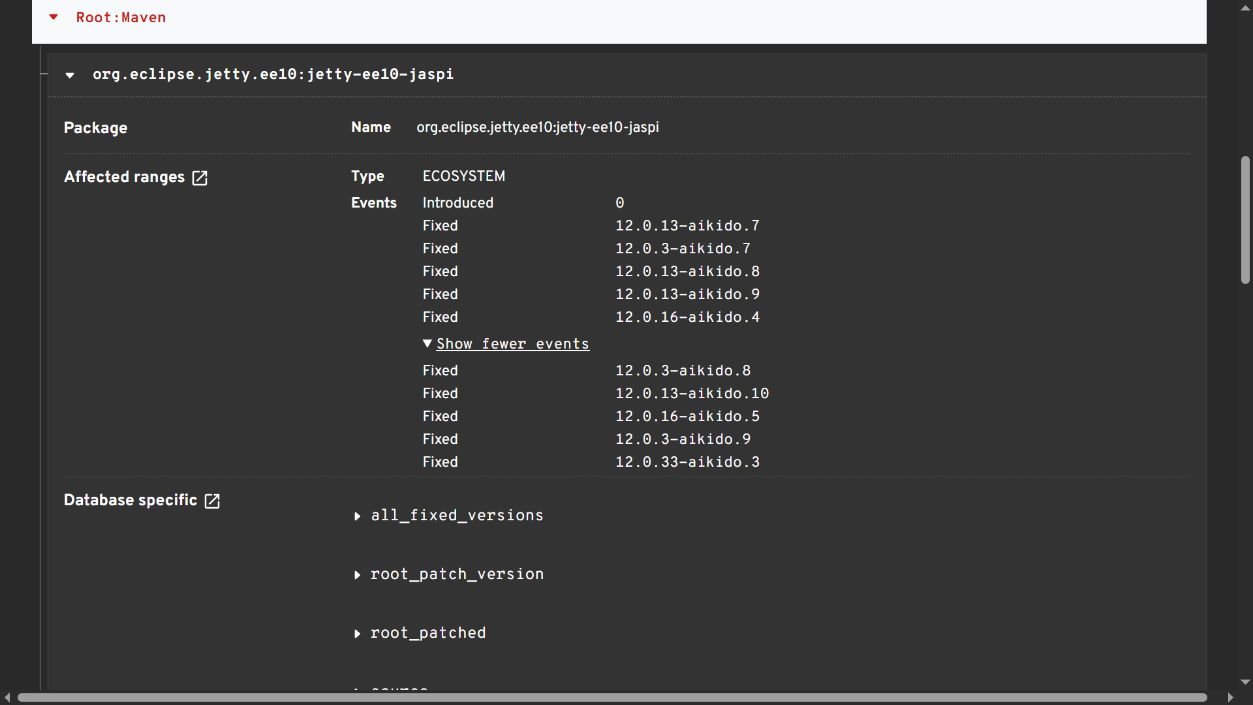 Root:Maven
org.eclipse.jetty.ee10:jetty-ee10-jaspi
Package
Name org.eclipse.jetty.ee10:jetty-ee10-jaspi
Affected ranges
Type ECOSYSTEM
Events Introduced 0
Fixed 12.0.13-aikido.7
Fixed 12.0.3-aikido.7
Fixed 12.0.13-aikido.8
Fixed 12.0.13-aikido.9
Fixed 12.0.16-aikido.4
Show fewer events
Fixed 12.0.3-aikido.8
Fixed 12.0.13-aikido.10
Fixed 12.0.16-aikido.5
Fixed 12.0.3-aikido.9
Fixed 12.0.33-aikido.3
Database specific
all_fixed_versions
root_patch_version
root_patched